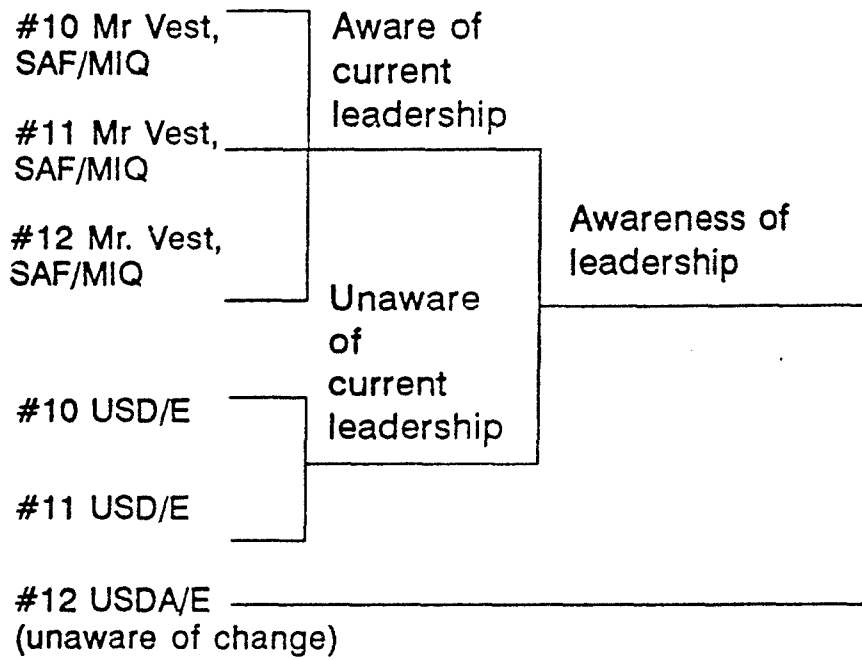 #10 Mr Vest,
SAF/MIQ
#11 Mr Vest,
SAF/MIQ
#12 Mr. Vest,
SAF/MIQ
Aware of
current
leadership
Unaware
of
current
leadership
Awareness of
leadership
#10 USD/E
#11 USD/E
#12 USDA/E
(unaware of change)